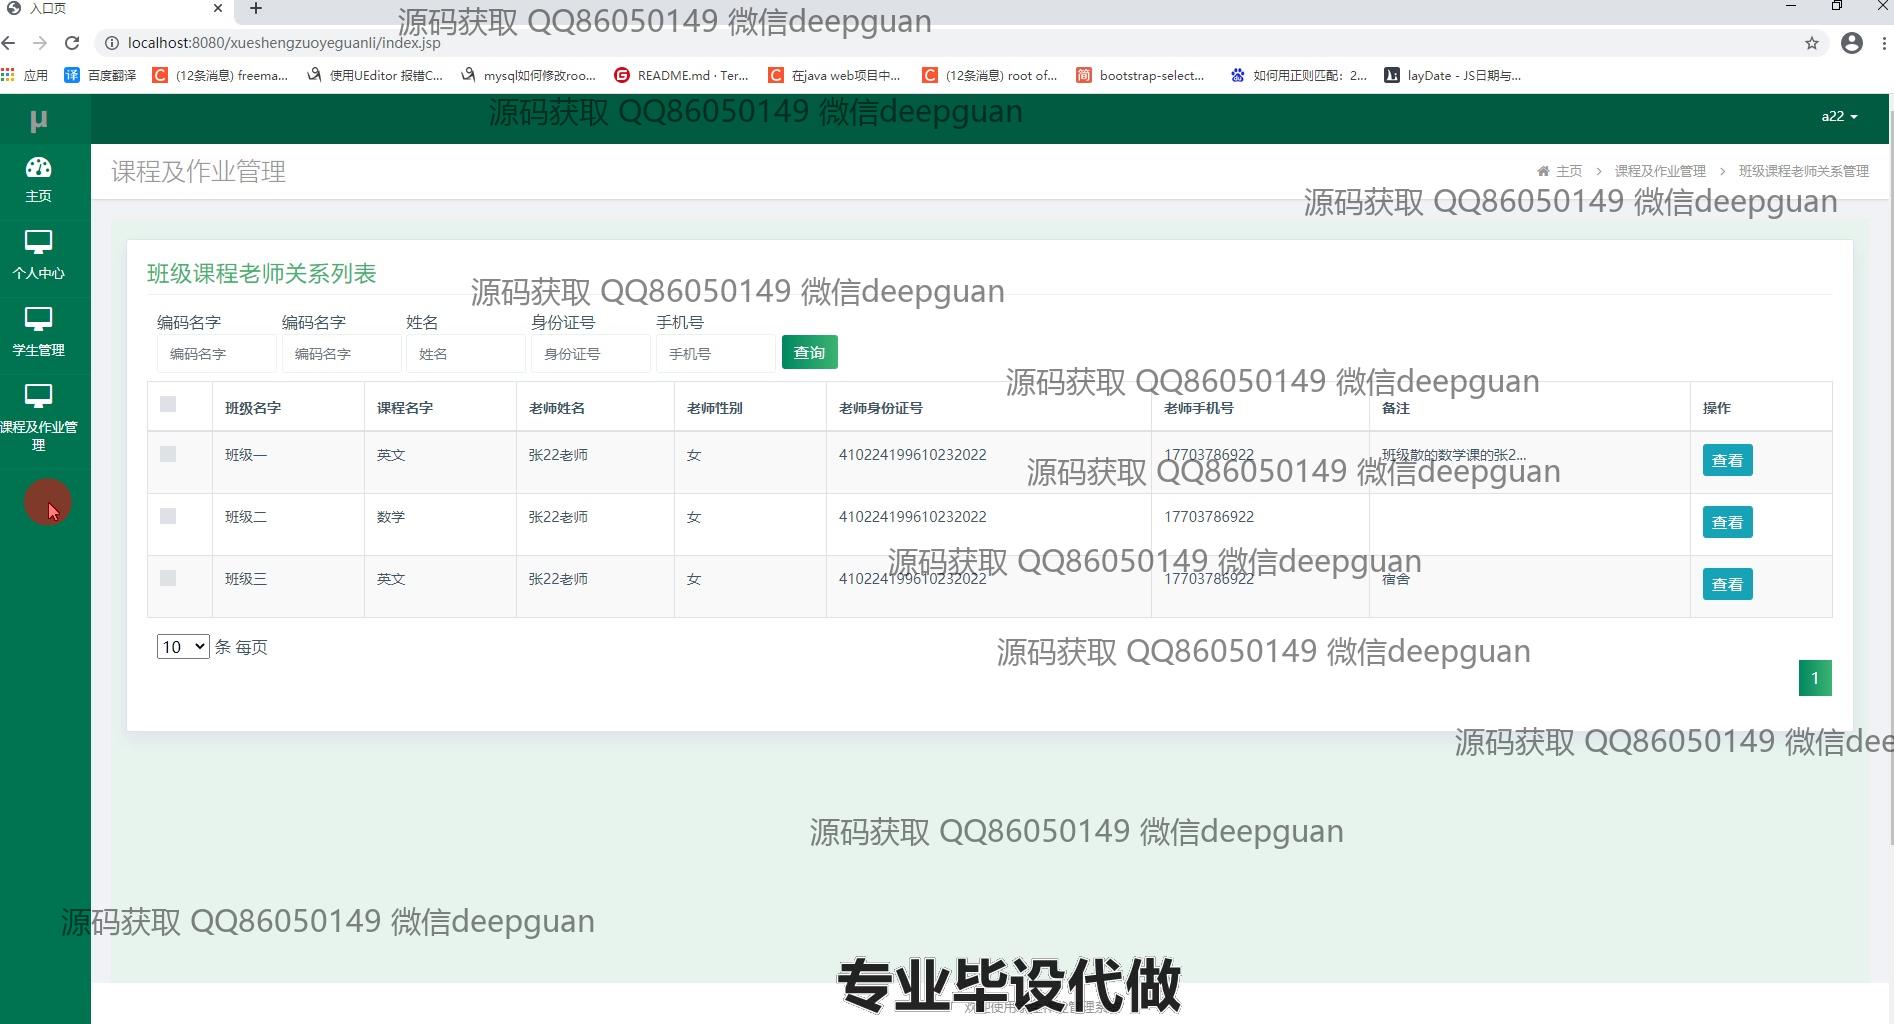 入口页
源码获取 QQ86050149 微信deepguan
localhost:8080/xueshengzuoyeguanli/index.jsp
应用 百度翻译 (12条消息) freema... 使用UEditor 报错C... mysql如何修改roo... README.md · Ter... 在java web项目中... (12条消息) root of... bootstrap-select... 如何用正则匹配：2... layDate - JS日期与...
源码获取 QQ86050149 微信deepguan
μ a22
课程及作业管理 主页 > 课程及作业管理 > 班级课程老师关系管理
主页
源码获取 QQ86050149 微信deepguan
个人中心
学生管理
课程及作业管理
班级课程老师关系列表
源码获取 QQ86050149 微信deepguan
编码名字 编码名字 姓名 身份证号 手机号
编码名字 编码名字 姓名 身份证号 手机号 查询
源码获取 QQ86050149 微信deepguan
班级名字 课程名字 老师姓名 老师性别 老师身份证号 老师手机号 备注 操作
班级一 英文 张22老师 女 410224199610232022 17703786922 班级散的数学课的张2... 查看
源码获取 QQ86050149 微信deepguan
班级二 数学 张22老师 女 410224199610232022 17703786922 查看
源码获取 QQ86050149 微信deepguan
班级三 英文 张22老师 女 410224199610232022 17703786922 宿舍 查看
10 条 每页
源码获取 QQ86050149 微信deepguan
1
源码获取 QQ86050149 微信dee
源码获取 QQ86050149 微信deepguan
源码获取 QQ86050149 微信deepguan
专业毕设代做